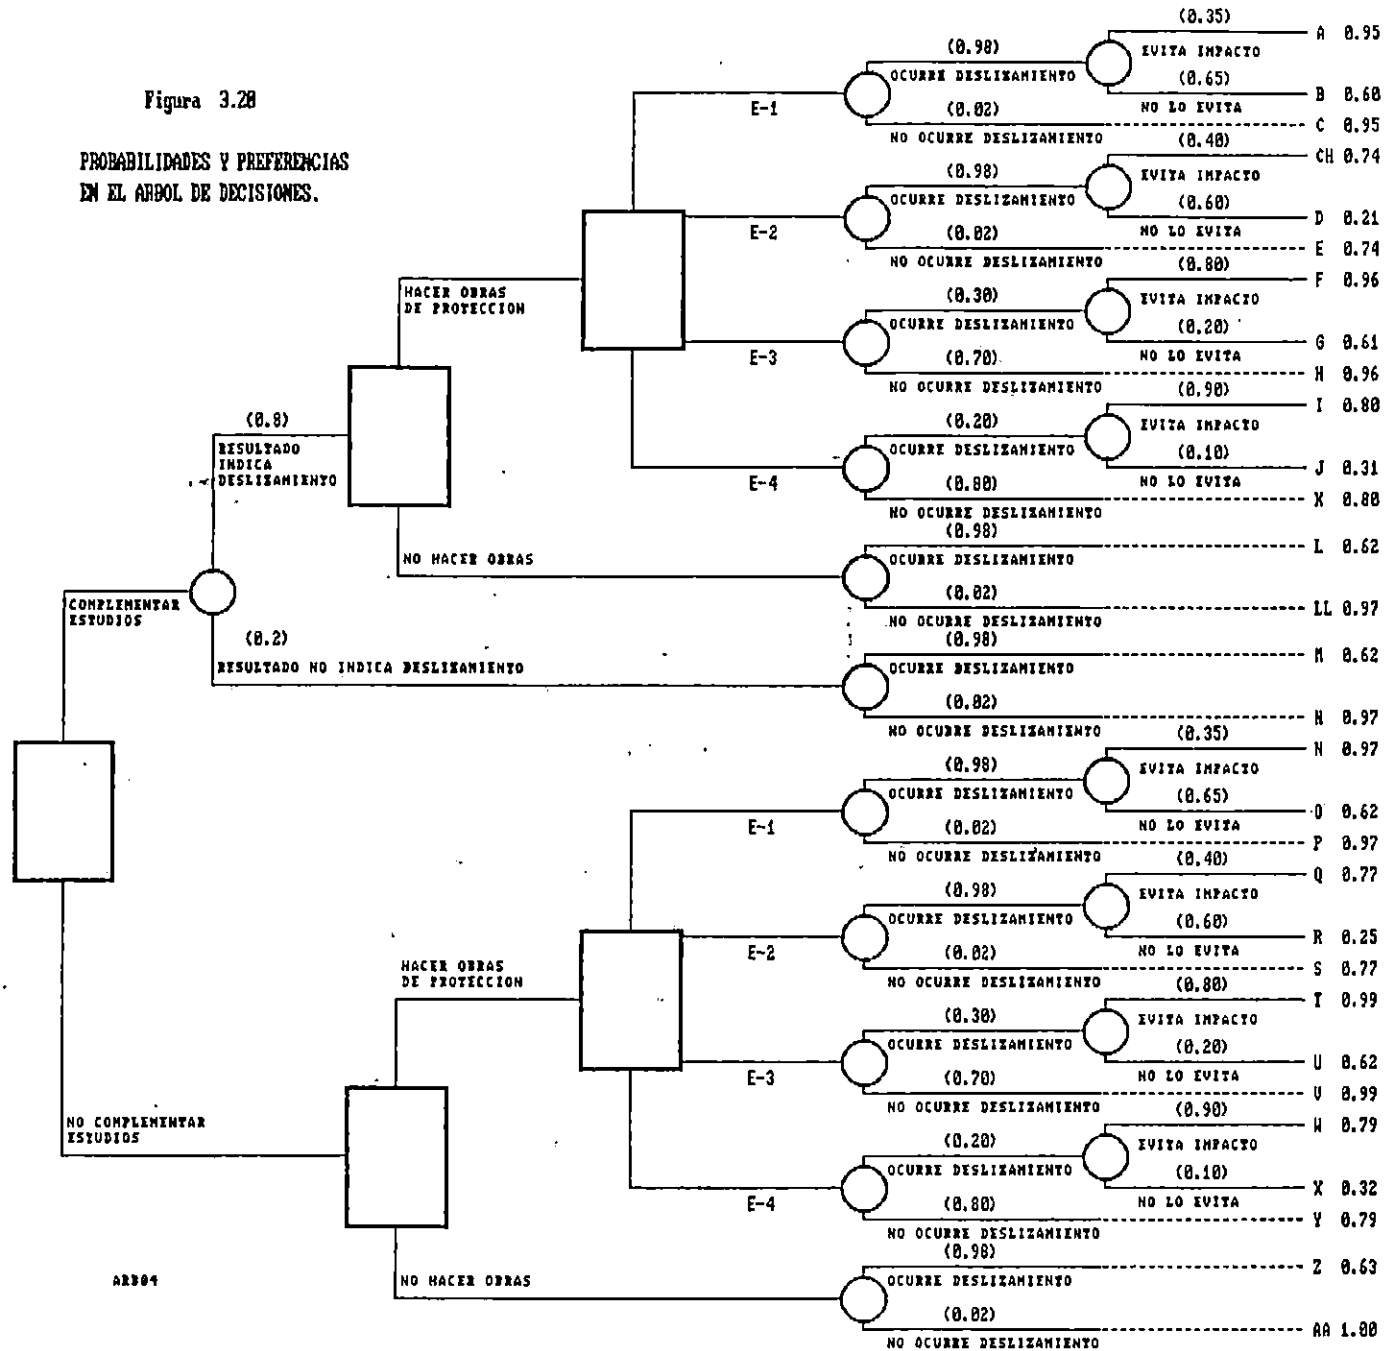 Figura 3.20
PROBABILIDADES Y PREFERENCIAS
EN EL ARBOL DE DECISIONES.
COMPLEMENTAR
ESTUDIOS
NO COMPLEMENTAR
ESTUDIOS
(0.8)
RESULTADO
INDICA
DESLIZAMIENTO
(0.2)
RESULTADO NO INDICA DESLIZAMIENTO
HACER OBRAS
DE PROTECCION
NO HACER OBRAS
E-1
(0.98)
OCURRE DESLIZAMIENTO
(0.02)
NO OCURRE DESLIZAMIENTO
(0.35)
EVITA IMPACTO
(0.65)
NO LO EVITA
A 0.95
B 0.60
C 0.95
E-2
(0.98)
OCURRE DESLIZAMIENTO
(0.02)
NO OCURRE DESLIZAMIENTO
(0.40)
EVITA IMPACTO
(0.60)
NO LO EVITA
CH 0.74
D 0.21
E 0.74
E-3
(0.30)
OCURRE DESLIZAMIENTO
(0.70)
NO OCURRE DESLIZAMIENTO
(0.80)
EVITA IMPACTO
(0.20)
NO LO EVITA
F 0.96
G 0.61
H 0.96
E-4
(0.20)
OCURRE DESLIZAMIENTO
(0.80)
NO OCURRE DESLIZAMIENTO
(0.90)
EVITA IMPACTO
(0.10)
NO LO EVITA
I 0.80
J 0.31
K 0.80
(0.98)
OCURRE DESLIZAMIENTO
(0.02)
NO OCURRE DESLIZAMIENTO
L 0.62
LL 0.97
(0.98)
OCURRE DESLIZAMIENTO
(0.02)
NO OCURRE DESLIZAMIENTO
M 0.62
N 0.97
HACER OBRAS
DE PROTECCION
NO HACER OBRAS
E-1
(0.98)
OCURRE DESLIZAMIENTO
(0.02)
NO OCURRE DESLIZAMIENTO
(0.35)
EVITA IMPACTO
(0.65)
NO LO EVITA
N 0.97
O 0.62
P 0.97
E-2
(0.98)
OCURRE DESLIZAMIENTO
(0.02)
NO OCURRE DESLIZAMIENTO
(0.40)
EVITA IMPACTO
(0.60)
NO LO EVITA
Q 0.77
R 0.25
S 0.77
E-3
(0.30)
OCURRE DESLIZAMIENTO
(0.70)
NO OCURRE DESLIZAMIENTO
(0.80)
EVITA IMPACTO
(0.20)
NO LO EVITA
T 0.99
U 0.62
V 0.99
E-4
(0.20)
OCURRE DESLIZAMIENTO
(0.80)
NO OCURRE DESLIZAMIENTO
(0.90)
EVITA IMPACTO
(0.10)
NO LO EVITA
W 0.79
X 0.32
Y 0.79
(0.98)
OCURRE DESLIZAMIENTO
(0.02)
NO OCURRE DESLIZAMIENTO
Z 0.63
AA 1.00
ARB04